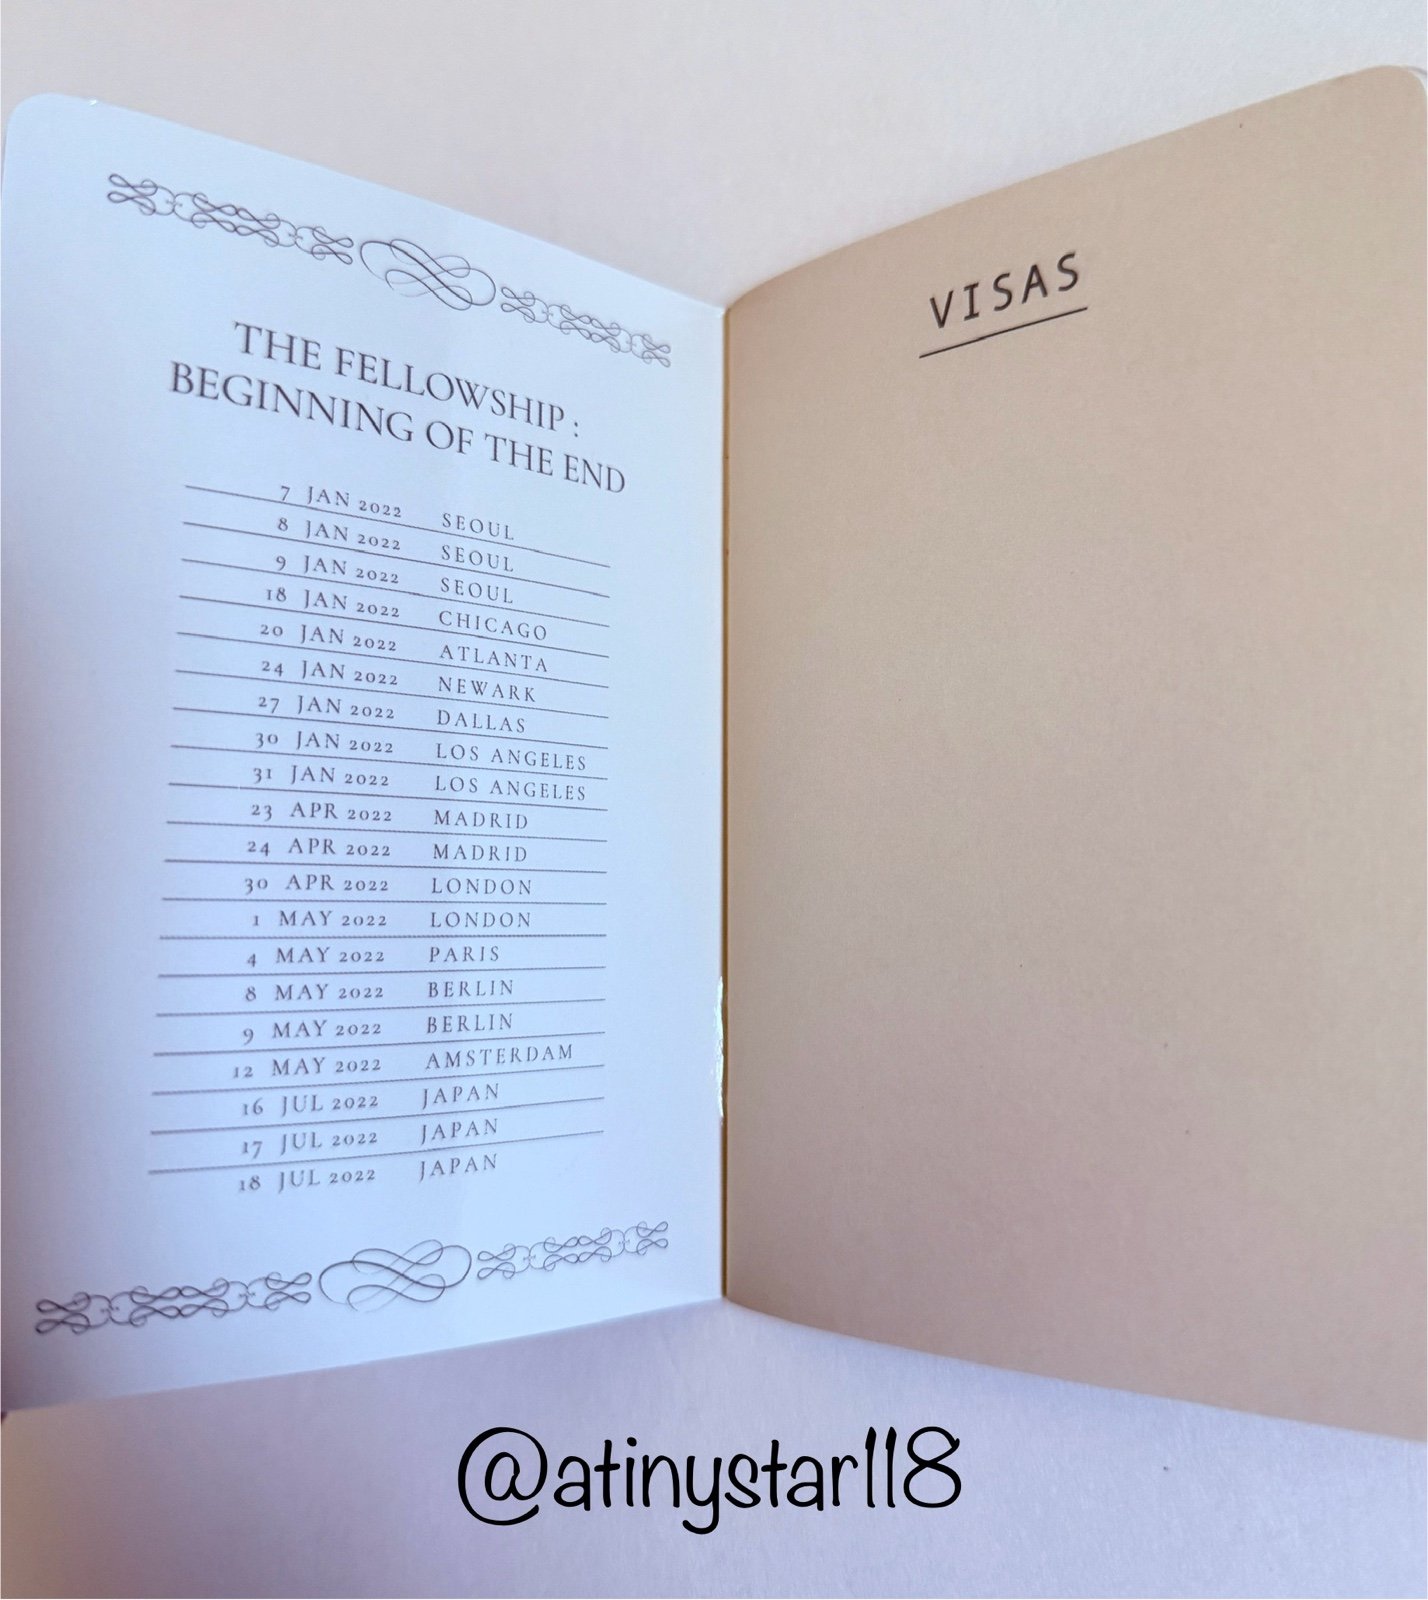 THE FELLOWSHIP :
BEGINNING OF THE END
7 JAN 2022 SEOUL
8 JAN 2022 SEOUL
9 JAN 2022 SEOUL
18 JAN 2022 CHICAGO
20 JAN 2022 ATLANTA
24 JAN 2022 NEWARK
27 JAN 2022 DALLAS
30 JAN 2022 LOS ANGELES
31 JAN 2022 LOS ANGELES
23 APR 2022 MADRID
24 APR 2022 MADRID
30 APR 2022 LONDON
1 MAY 2022 LONDON
4 MAY 2022 PARIS
8 MAY 2022 BERLIN
9 MAY 2022 BERLIN
12 MAY 2022 AMSTERDAM
16 JUL 2022 JAPAN
17 JUL 2022 JAPAN
18 JUL 2022 JAPAN
VISAS
@atinystar118